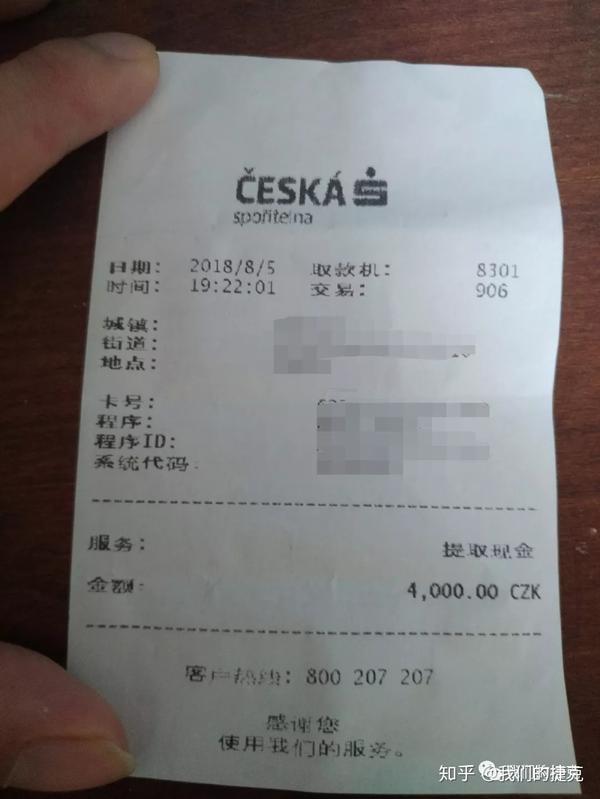 ČESKÁ
spořitelna
日期: 2018/8/5 取款机: 8301
时间: 19:22:01 交易: 906
城镇:
街道:
地点:
卡号:
程序:
程序ID:
系统代码:
服务: 提取现金
金额: 4,000.00 CZK
客户热线: 800 207 207
感谢您
使用我们的服务。
知乎 @我们的捷克